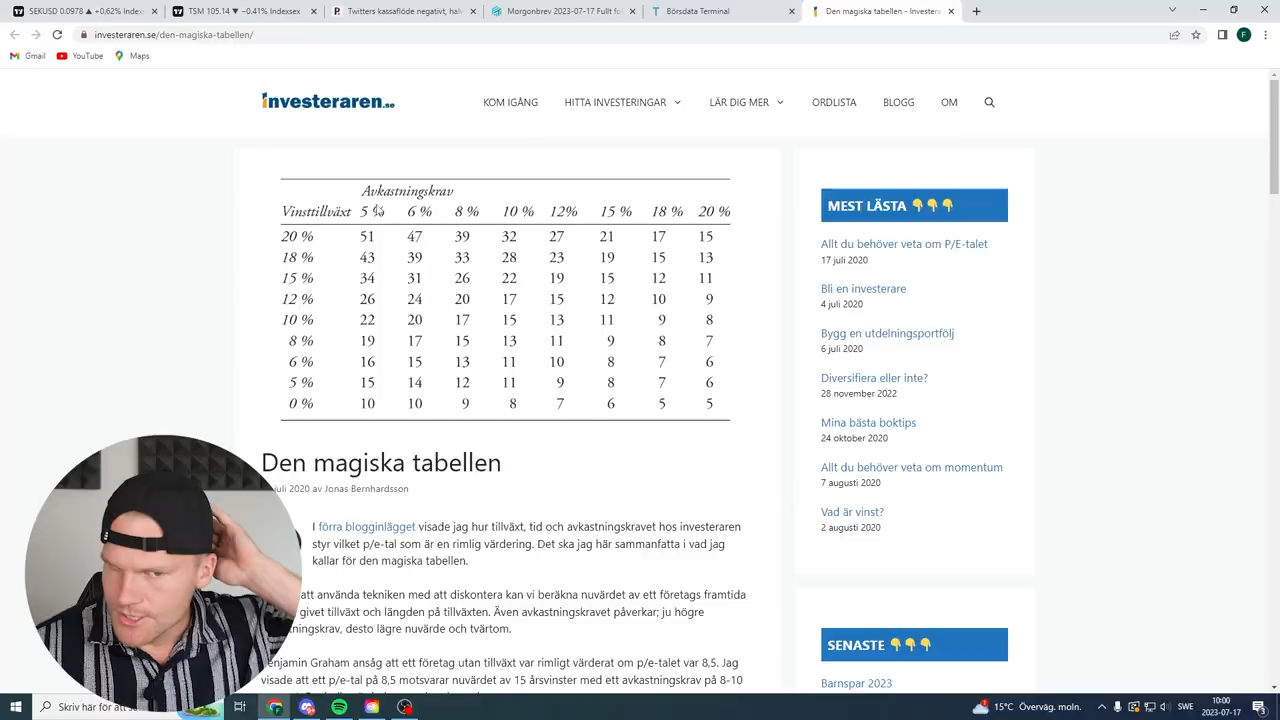 SEKUSD 0.0978 ▲ +0.62% Indexsex
TSM 105.14 ▼ −0.41% Indexsex
Twitters kassaflöde negativt, hal
Morgonbrev 2023-07-17 Fullt fo
Börsdata Terminal
Den magiska tabellen - Investera
investeraren.se/den-magiska-tabellen/
F
Gmail
YouTube
Maps
investeraren.se
KOM IGÅNG
HITTA INVESTERINGAR
LÄR DIG MER
ORDLISTA
BLOGG
OM
Avkastningskrav
Vinsttillväxt 5 % 6 % 8 % 10 % 12% 15 % 18 % 20 %
20 % 51 47 39 32 27 21 17 15
18 % 43 39 33 28 23 19 15 13
15 % 34 31 26 22 19 15 12 11
12 % 26 24 20 17 15 12 10 9
10 % 22 20 17 15 13 11 9 8
8 % 19 17 15 13 11 9 8 7
6 % 16 15 13 11 10 8 7 6
5 % 15 14 12 11 9 8 7 6
0 % 10 10 9 8 7 6 5 5
Den magiska tabellen
juli 2020 av Jonas Bernhardsson
I förra blogginlägget visade jag hur tillväxt, tid och avkastningskravet hos investeraren
styr vilket p/e-tal som är en rimlig värdering. Det ska jag här sammanfatta i vad jag
kallar för den magiska tabellen.
att använda tekniken med att diskontera kan vi beräkna nuvärdet av ett företags framtida
givet tillväxt och längden på tillväxten. Även avkastningskravet påverkar; ju högre
desto lägre nuvärde och tvärtom.
Benjamin Graham ansåg att ett företag utan tillväxt var rimligt värderat om p/e-talet var 8,5. Jag
visade att ett p/e-tal på 8,5 motsvarar nuvärdet av 15 årsvinster med ett avkastningskrav på 8-10
MEST LÄSTA 👇👇👇
Allt du behöver veta om P/E-talet
17 juli 2020
Bli en investerare
4 juli 2020
Bygg en utdelningsportfölj
6 juli 2020
Diversifiera eller inte?
28 november 2022
Mina bästa boktips
24 oktober 2020
Allt du behöver veta om momentum
7 augusti 2020
Vad är vinst?
2 augusti 2020
SENASTE 👇👇👇
Barnspar 2023
Skriv här för att
15°C Överväg. moln.
SWE
10:00
2023-07-17